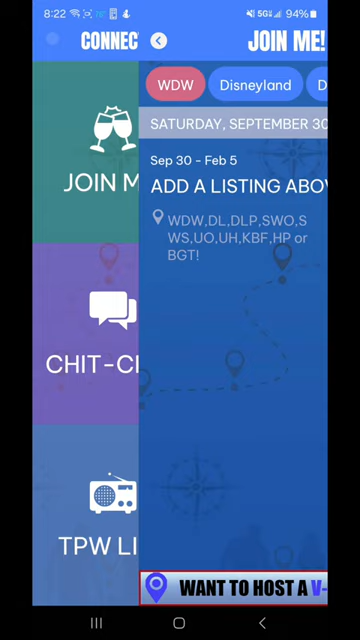 8:22
5G
94%
CONNEC
JOIN ME!
WDW
Disneyland
D
SATURDAY, SEPTEMBER 30
Sep 30 - Feb 5
JOIN M
ADD A LISTING ABOV
WDW,DL,DLP,SWO,S
WS,UO,UH,KBF,HP or
BGT!
CHIT-C
TPW LI
WANT TO HOST A V-